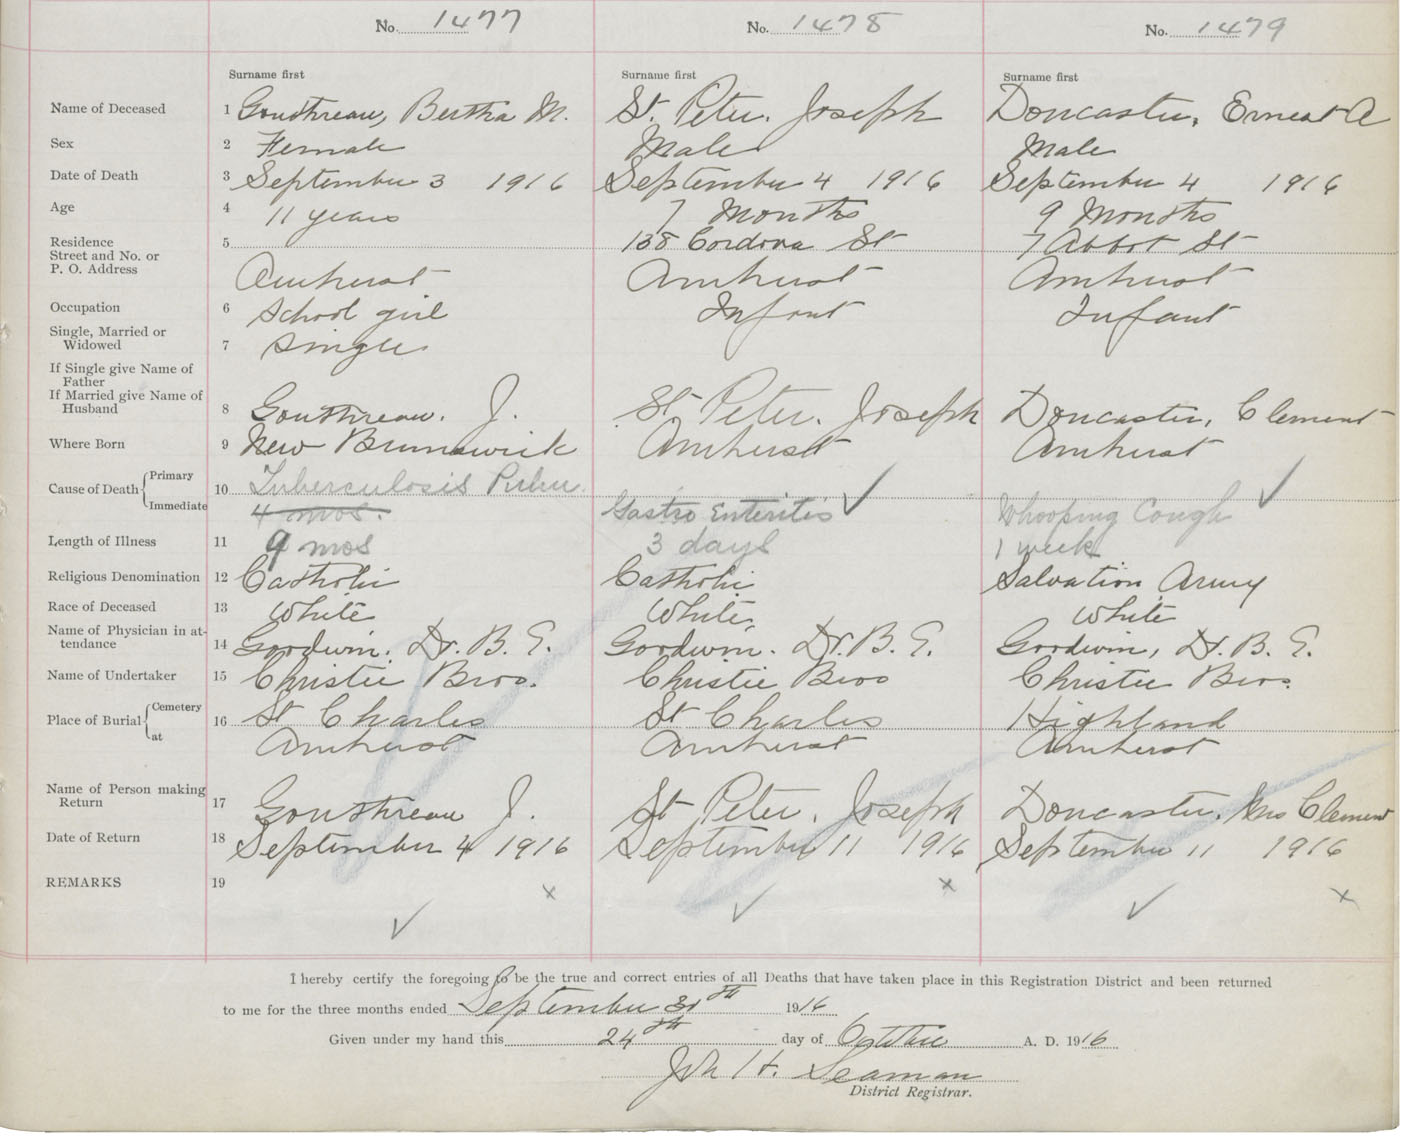 No. 1477 No. 1478 No. 1479
Surname first Surname first Surname first
Name of Deceased 1 Gouthreau, Bertha M. St. Peter. Joseph Doncaster, Ernest A
Sex 2 Female Male Male
Date of Death 3 September 3 1916 September 4 1916 September 4 1916
Age 4 11 years 7 Months 9 Months
Residence 5 138 Cordova St 7 Abbot St
Street and No. or
P. O. Address Amherst Amherst Amherst
Occupation 6 School girl Infant Infant
Single, Married or
Widowed 7 Single
If Single give Name of
Father
If Married give Name of
Husband 8 Gouthreau. J. St. Peter. Joseph Doncaster, Clement
Where Born 9 New Brunswick Amherst Amherst
Cause of Death Primary 10 Tuberculosis Pulm.
Immediate 4 mos. Gastro Enteritis ✓ Whooping Cough ✓
Length of Illness 11 9 mos 3 days 1 week
Religious Denomination 12 Catholic Catholic Salvation Army
Race of Deceased 13 White White White
Name of Physician in at-
tendance 14 Goodwin. Dr. B. E. Goodwin. Dr. B. E. Goodwin, Dr. B. E.
Name of Undertaker 15 Christie Bros. Christie Bros Christie Bros.
Place of Burial Cemetery 16 St Charles St Charles Highland
at Amherst Amherst Amherst
Name of Person making
Return 17 Gouthreau J. St Peter. Joseph Doncaster, Mrs Clement
Date of Return 18 September 4 1916 September 11 1916 September 11 1916
REMARKS 19 x x x
✓ ✓ ✓
I hereby certify the foregoing to be the true and correct entries of all Deaths that have taken place in this Registration District and been returned
to me for the three months ended September 30th 1916
Given under my hand this 24th day of October A. D. 1916
Jno H. Seaman
District Registrar.